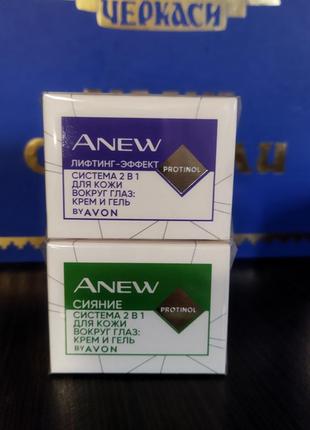 ЧЕРКАСИ
ANEW
ЛИФТИНГ-ЭФФЕКТ
PROTINOL
СИСТЕМА 2 В 1
ДЛЯ КОЖИ
ВОКРУГ ГЛАЗ:
КРЕМ И ГЕЛЬ
BY AVON
ANEW
СИЯНИЕ
PROTINOL
СИСТЕМА 2 В 1
ДЛЯ КОЖИ
ВОКРУГ ГЛАЗ:
КРЕМ И ГЕЛЬ
BY AVON